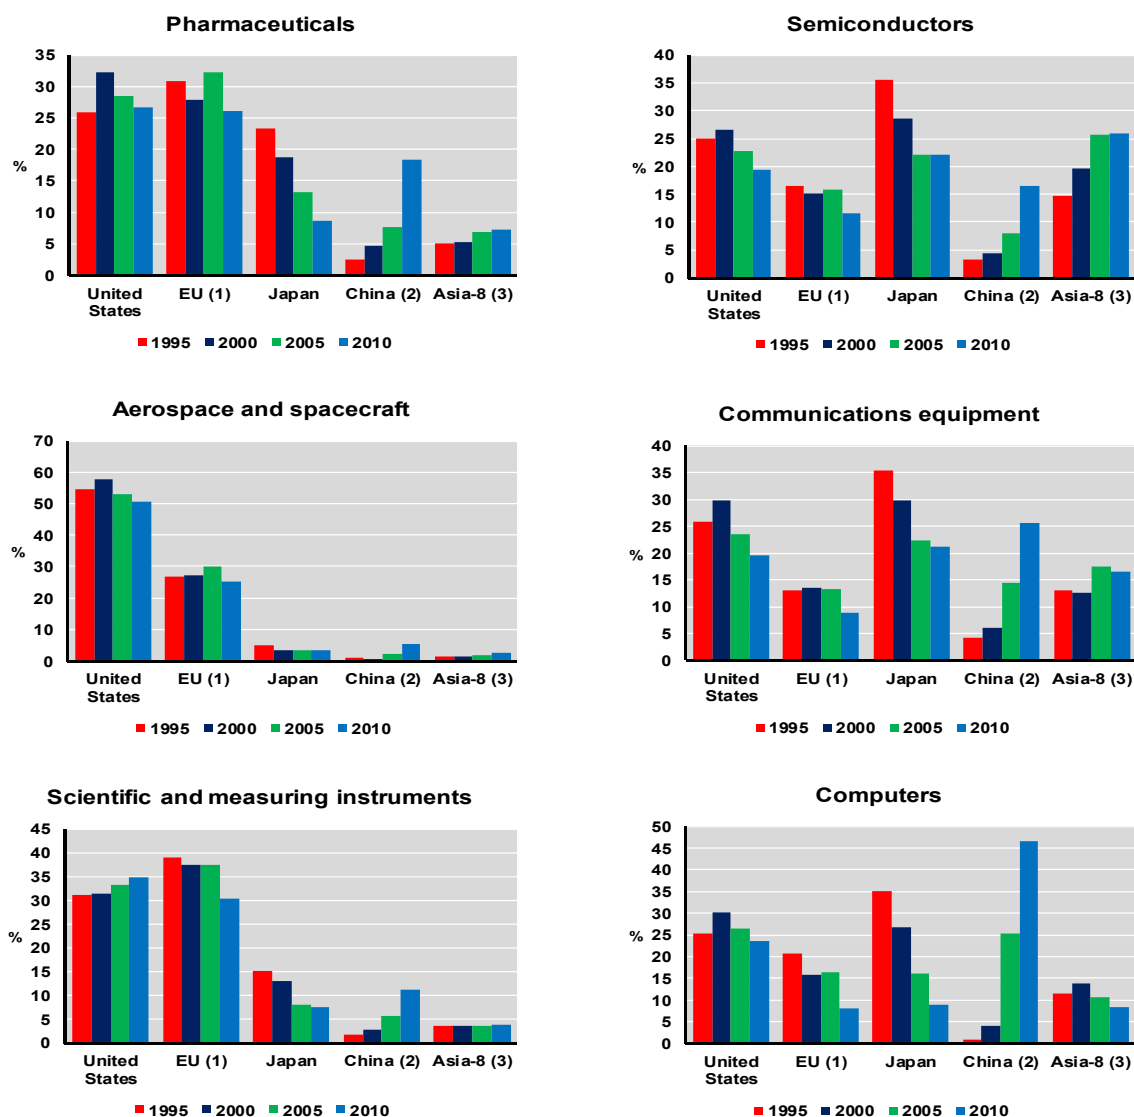 Pharmaceuticals
35
30
25
20
15
10
5
0
%
United States
EU (1)
Japan
China (2)
Asia-8 (3)
1995 2000 2005 2010
Semiconductors
40
35
30
25
20
15
10
5
0
%
United States
EU (1)
Japan
China (2)
Asia-8 (3)
1995 2000 2005 2010
Aerospace and spacecraft
70
60
50
40
30
20
10
0
%
United States
EU (1)
Japan
China (2)
Asia-8 (3)
1995 2000 2005 2010
Communications equipment
40
35
30
25
20
15
10
5
0
%
United States
EU (1)
Japan
China (2)
Asia-8 (3)
1995 2000 2005 2010
Scientific and measuring instruments
45
40
35
30
25
20
15
10
5
0
%
United States
EU (1)
Japan
China (2)
Asia-8 (3)
1995 2000 2005 2010
Computers
50
45
40
35
30
25
20
15
10
5
0
%
United States
EU (1)
Japan
China (2)
Asia-8 (3)
1995 2000 2005 2010